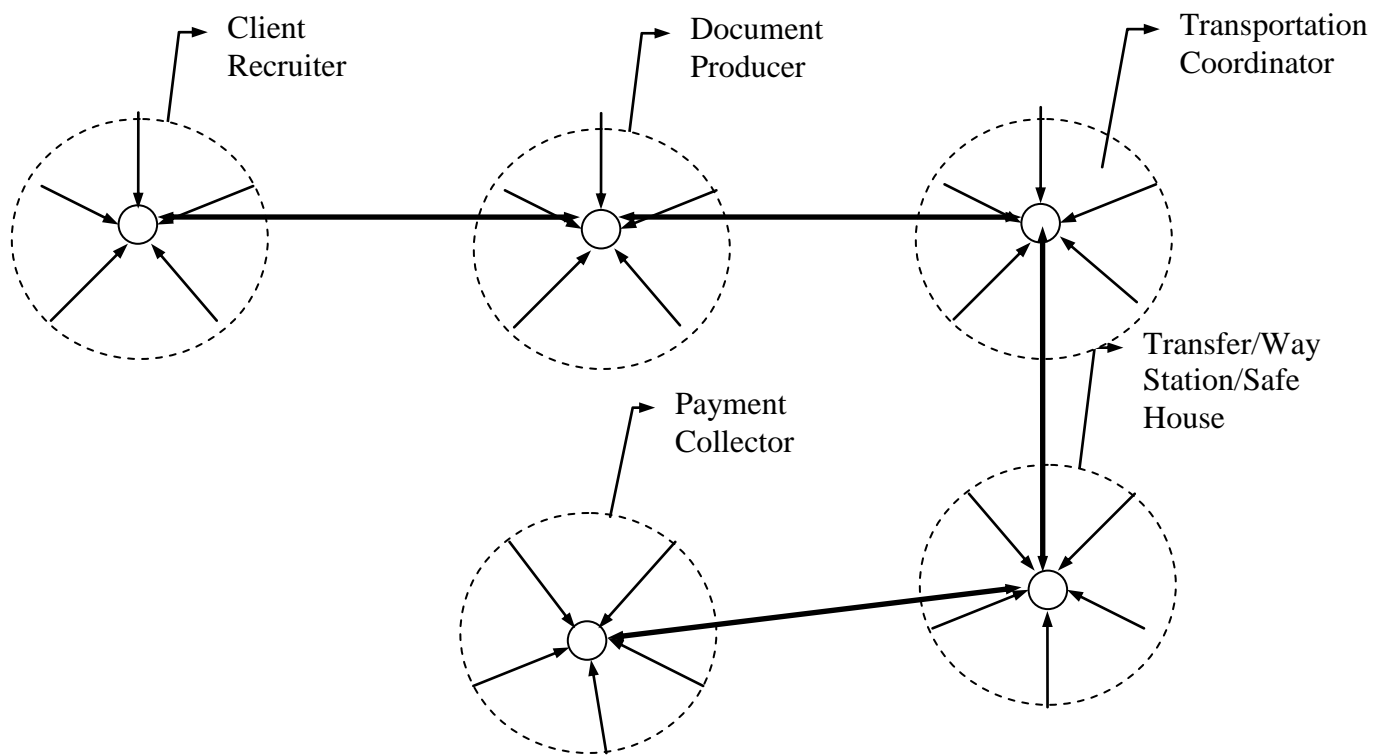 Client
Recruiter
Document
Producer
Transportation
Coordinator
Transfer/Way
Station/Safe
House
Payment
Collector